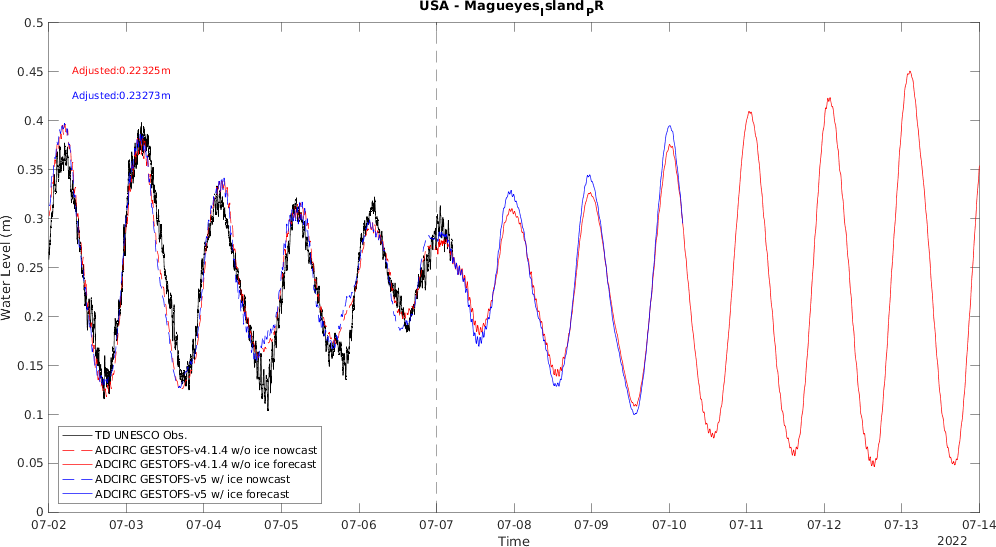 USA - Magueyes_Island_PR
0.5
0.45
0.4
0.35
0.3
0.25
0.2
0.15
0.1
0.05
0
Water Level (m)
Adjusted:0.22325m
Adjusted:0.23273m
TD UNESCO Obs.
ADCIRC GESTOFS-v4.1.4 w/o ice nowcast
ADCIRC GESTOFS-v4.1.4 w/o ice forecast
ADCIRC GESTOFS-v5 w/ ice nowcast
ADCIRC GESTOFS-v5 w/ ice forecast
07-02 07-03 07-04 07-05 07-06 07-07 07-08 07-09 07-10 07-11 07-12 07-13 07-14
Time
2022